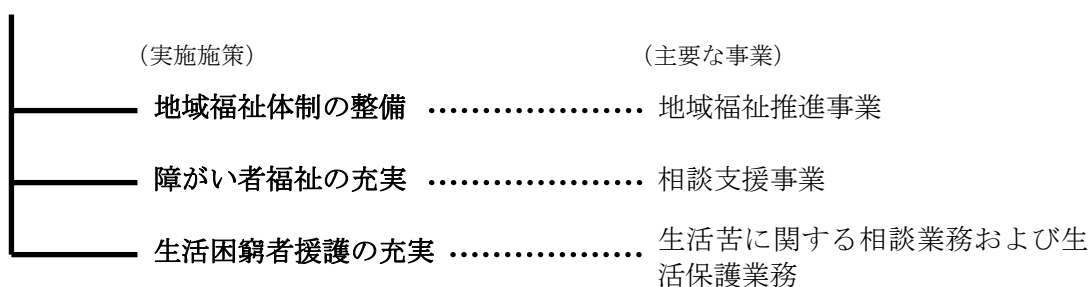 （実施施策） （主要な事業）
地域福祉体制の整備 ………………… 地域福祉推進事業
障がい者福祉の充実 ………………… 相談支援事業
生活困窮者援護の充実 ……………… 生活苦に関する相談業務および生
活保護業務